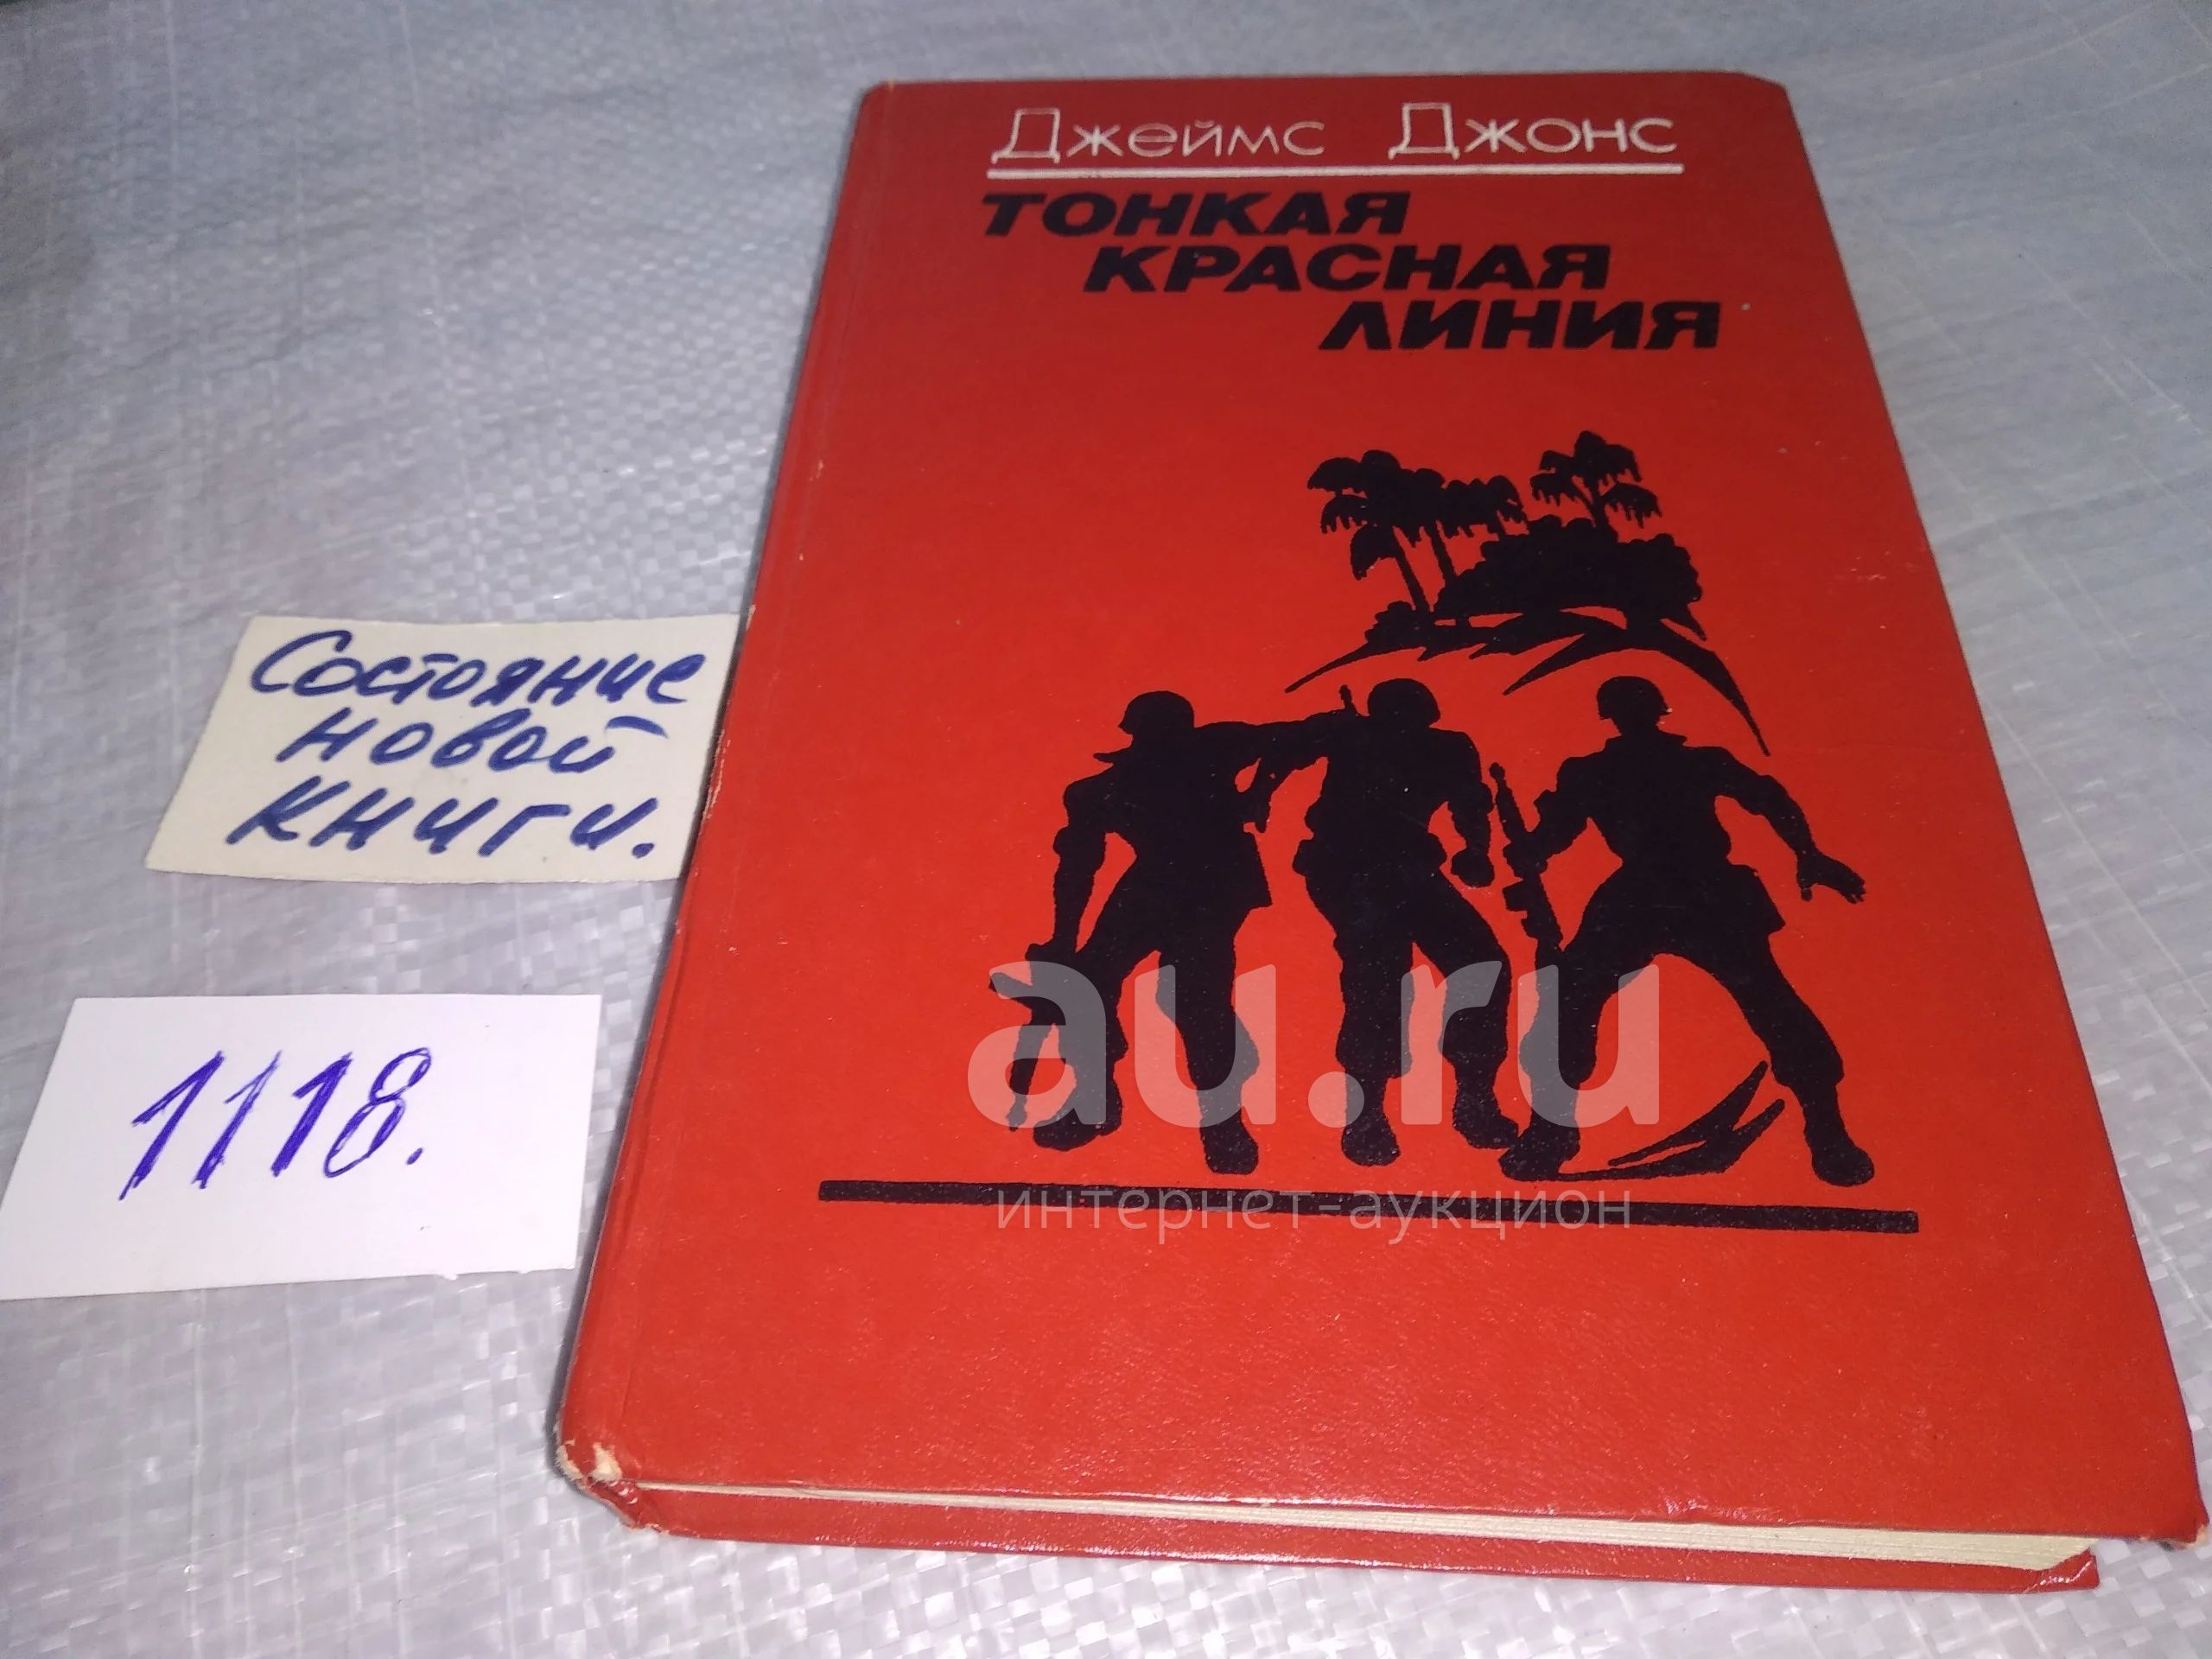 Джеймс Джонс
ТОНКАЯ
КРАСНАЯ
ЛИНИЯ
Состояние
новой
книги.
1118.
au.ru
интернет-аукцион